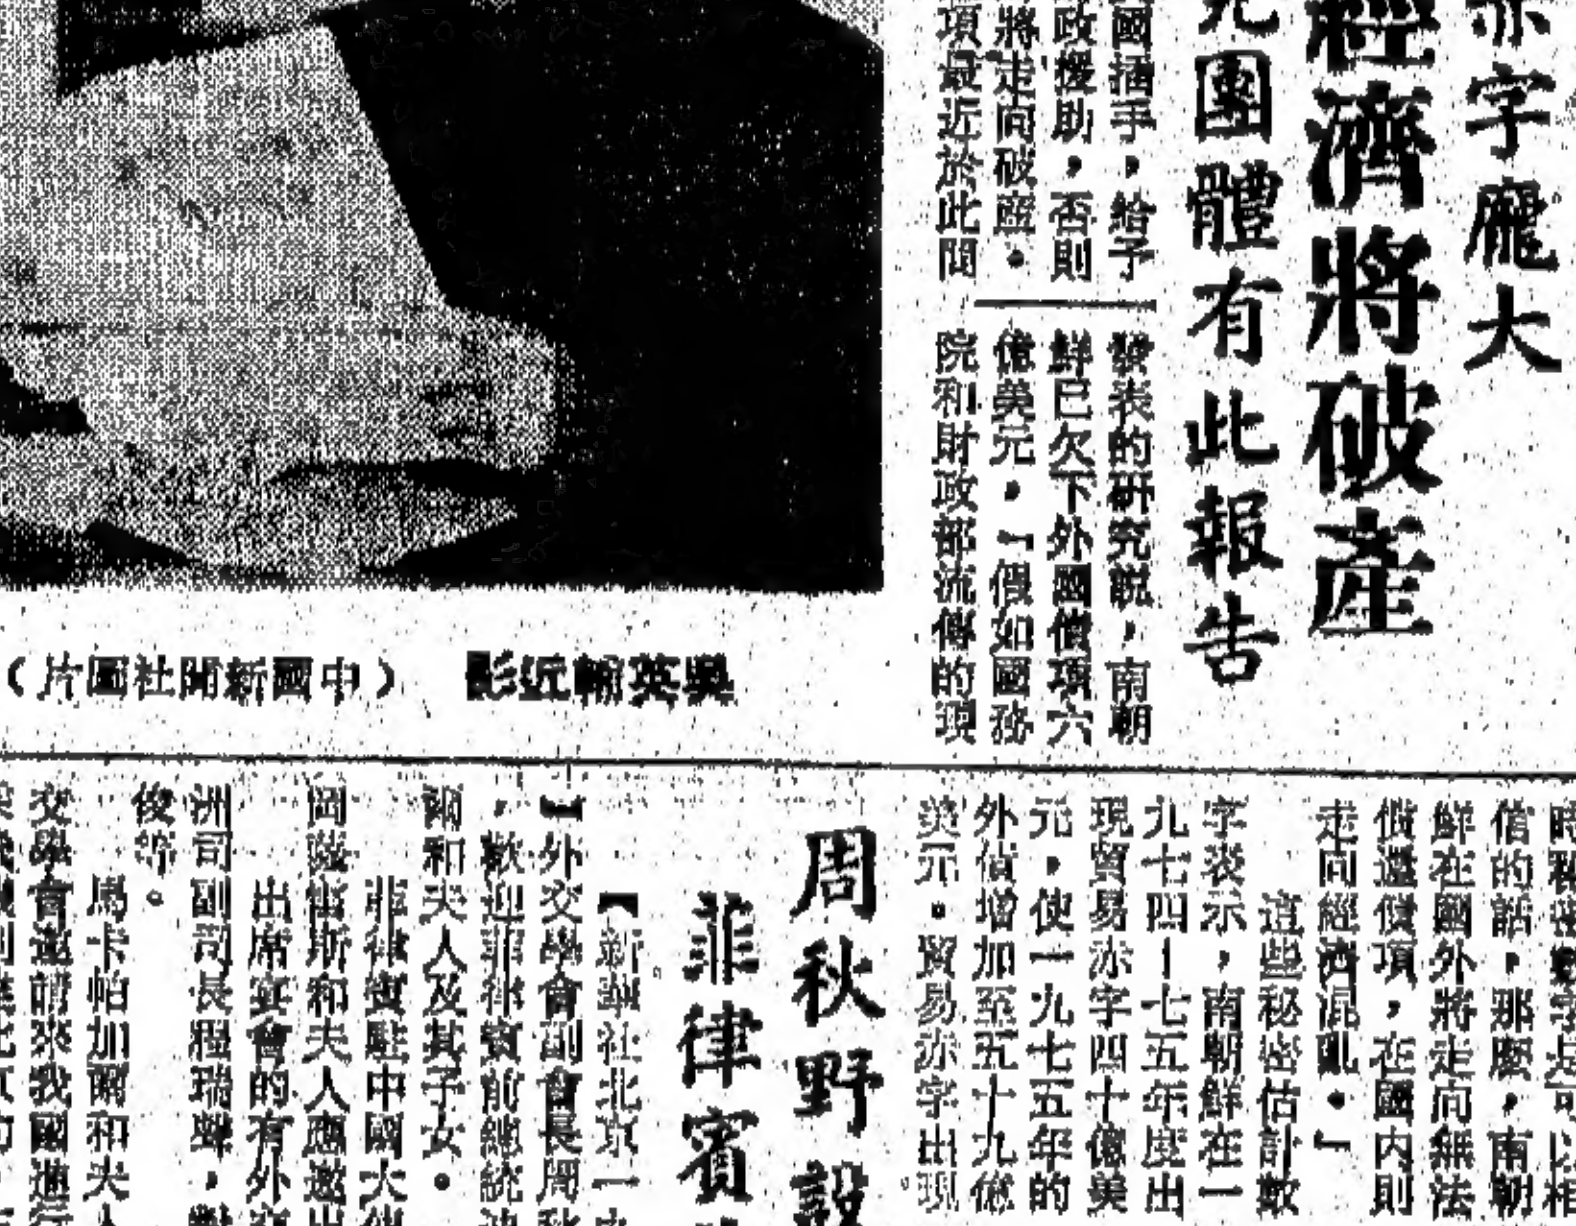 赤字龐大
經濟將破產
究團體有此報告
國插手，給予
政援助，否則
將走向破產。
項最近於此間
發表的研究說，南朝
鮮已欠下外國債項六
億美元，「假如國務
院和財政部流傳的現
信的話，那麼，南朝
鮮在國外將走向無法
償還債項，在國內則
走向經濟混亂。」
這些秘密估計數
字表示，南朝鮮在一
九七四－七五年度出
現貿易赤字四十億美
元，使一九七五年的
外債增加至五十九億
美元。貿易赤字出現
吳英輸近影　（中國新聞社圖片）
周秋野設
菲律賓
【新華社北京一
】外交學會副會長周秋
，歡迎菲律賓前總統
爾和夫人及其子女。
菲律賓駐中國大使
岡薩雷斯和夫人應邀出
出席宴會的有外交
洲司副司長程瑞聲，
俊等。
馬卡帕加爾和夫人
交學會邀請來我國進行